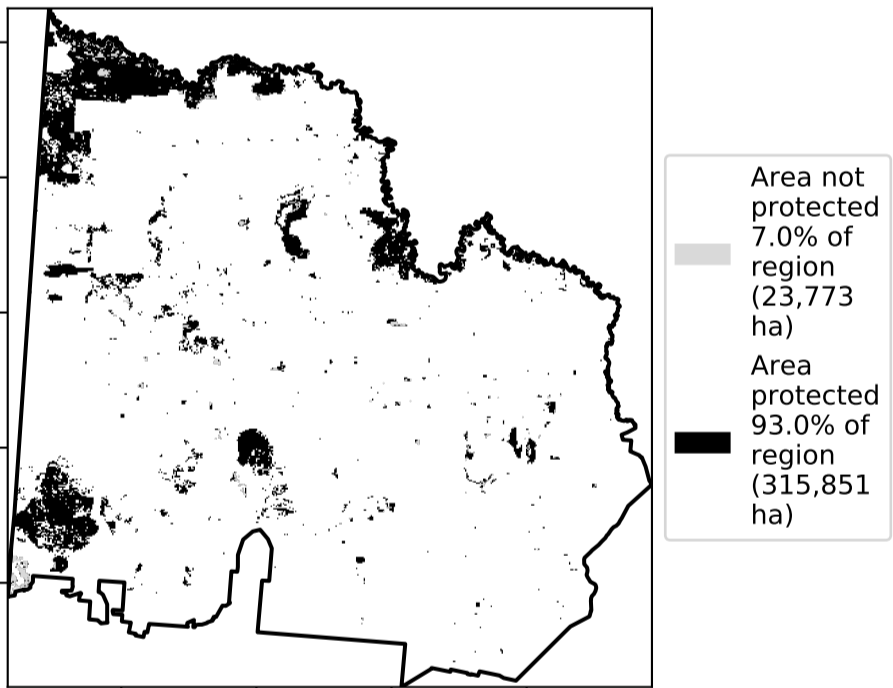 Area not
protected
7.0% of
region
(23,773
ha)
Area
protected
93.0% of
region
(315,851
ha)